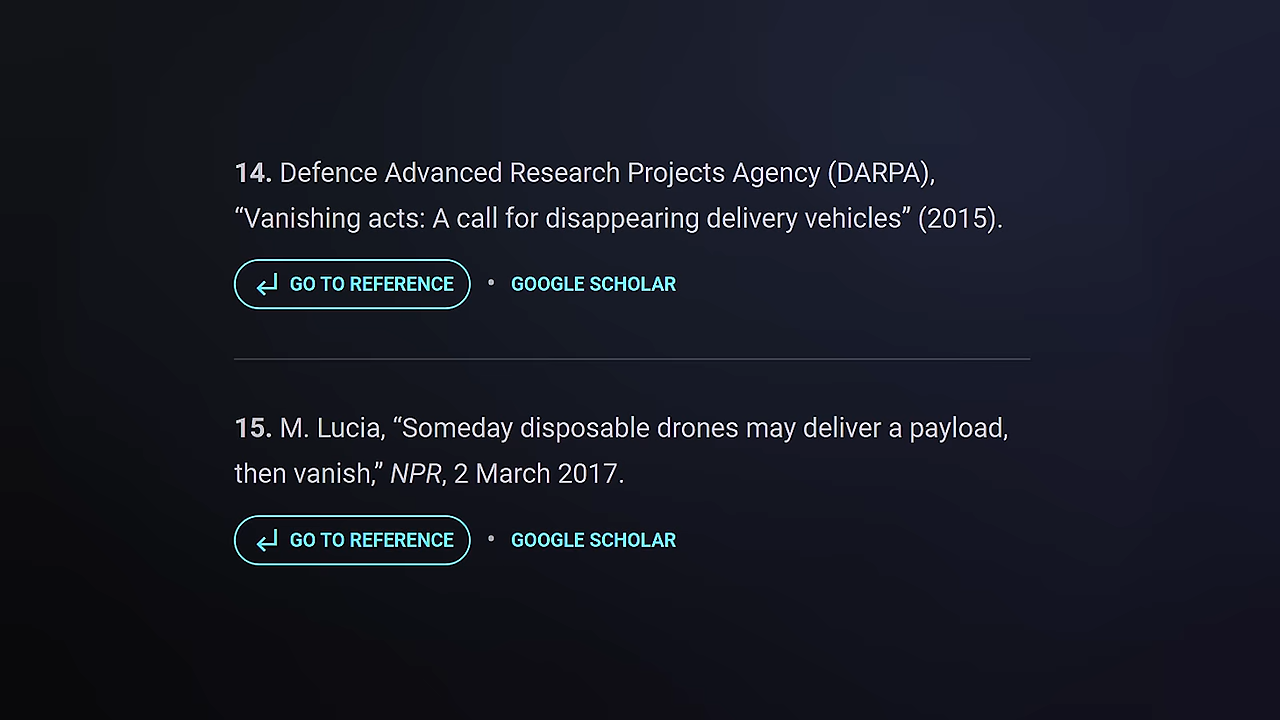 14. Defence Advanced Research Projects Agency (DARPA),
“Vanishing acts: A call for disappearing delivery vehicles” (2015).
GO TO REFERENCE • GOOGLE SCHOLAR
15. M. Lucia, “Someday disposable drones may deliver a payload,
then vanish,” NPR, 2 March 2017.
GO TO REFERENCE • GOOGLE SCHOLAR